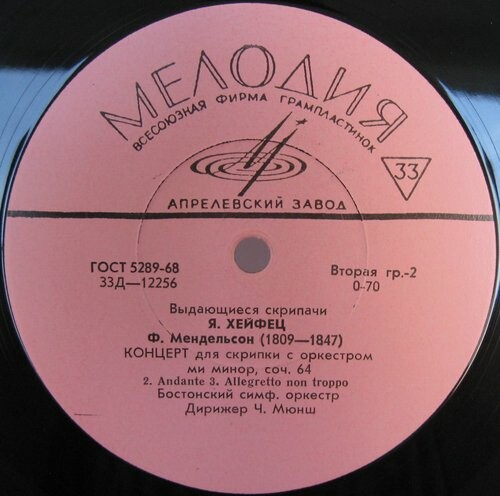 МЕЛОДИЯ
ВСЕСОЮЗНАЯ ФИРМА ГРАМПЛАСТИНОК
33
АПРЕЛЕВСКИЙ ЗАВОД
ГОСТ 5289-68
33Д—12256
Вторая гр.-2
0-70
Выдающиеся скрипачи
Я. ХЕЙФЕЦ
Ф. Мендельсон (1809—1847)
КОНЦЕРТ для скрипки с оркестром
ми минор, соч. 64
2. Andante 3. Allegretto non troppo
Бостонский симф. оркестр
Дирижер Ч. Мюнш